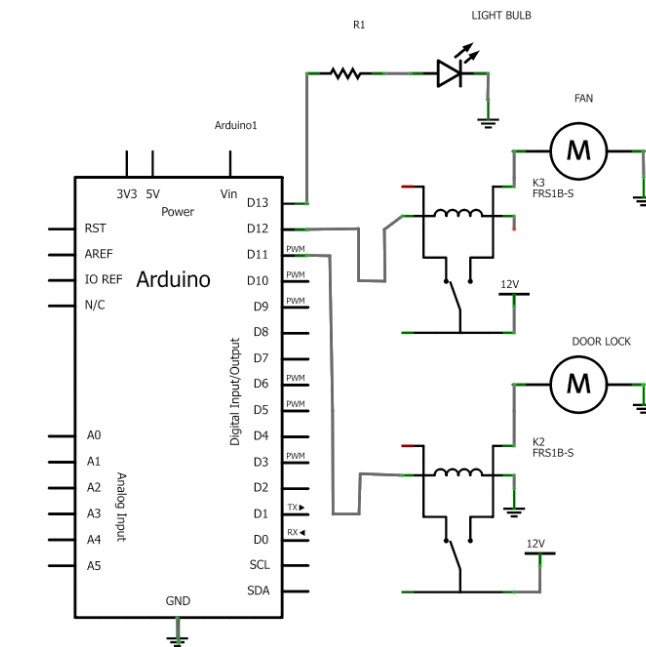 LIGHT BULB
R1
FAN
Arduino1
M
K3
FRS1B-S
3V3 5V Vin
Power
D13
RST D12
AREF D11 PWM
IO REF Arduino D10 PWM
N/C D9 PWM
12V
D8
D7
DOOR LOCK
Digital Input/Output
D6 PWM
M
D5 PWM
A0 D4
K2
FRS1B-S
A1 D3 PWM
A2 D2
Analog Input
A3 D1 TX▶
A4 D0 RX◀
12V
A5 SCL
SDA
GND